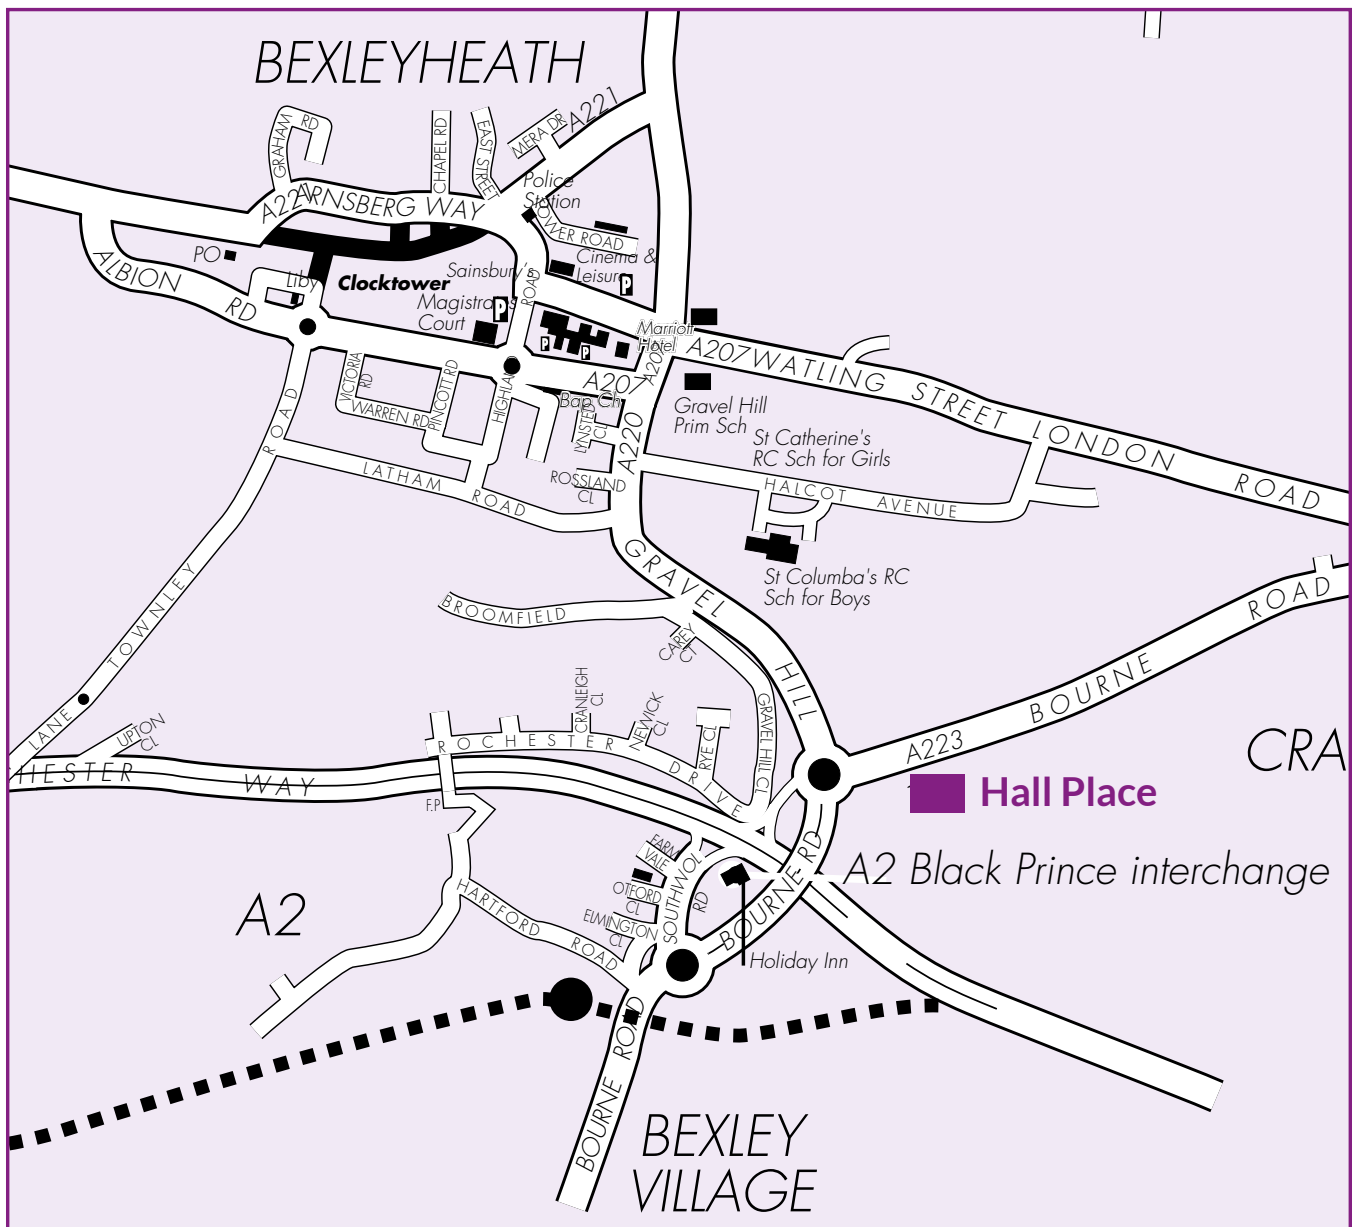 BEXLEYHEATH
A221
MERA DR
GRAHAM
RD
CHAPEL RD
EAST STREET
Police
Station
A221
ARNSBERG WAY
TOWER ROAD
PO
Cinema &
Leisure
ALBION
RD
Liby
Clocktower
Sainsbury's
ROAD
P
Magistrates
Court
P
P
P
Marriott
Hotel
A207
WATLING
STREET
LONDON
ROAD
A207
A220
VICTORIA
RD
PINCOTT RD
WARREN RD
Bap Ch
LYNSTED
CL
Gravel Hill
Prim Sch
St Catherine's
RC Sch for Girls
ROAD
A220
LATHAM
ROAD
ROSSLAND
CL
HALCOT
AVENUE
St Columba's RC
Sch for Boys
GRAVEL
HILL
TOWNLEY
BROOMFIELD
CAREY
CT
BOURNE
ROAD
A223
LANE
UPTON
CL
CRANLEIGH
CL
NEWICK
CL
RYE CL
GRAVEL HILL CL
ROCHESTER
DRIVE
CRA
HESTER
WAY
F.P
Hall Place
FARM
VALE
A2 Black Prince interchange
OTFORD
CL
ELMINGTON
CL
SOUTHWOL
RD
BOURNE RD
A2
HARTFORD
ROAD
Holiday Inn
BOURNE
ROAD
BEXLEY
VILLAGE